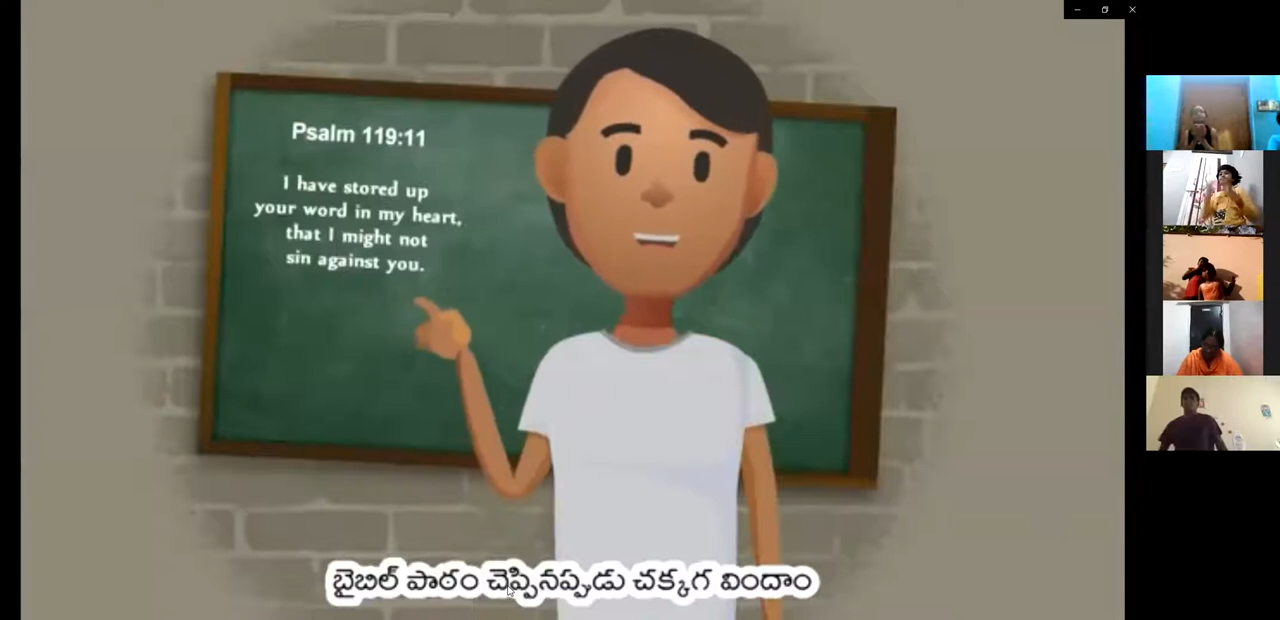 Psalm 119:11
I have stored up
your word in my heart,
that I might not
sin against you.
బైబిల్ పాఠం చెప్పినప్పుడు చక్కగ విందాం